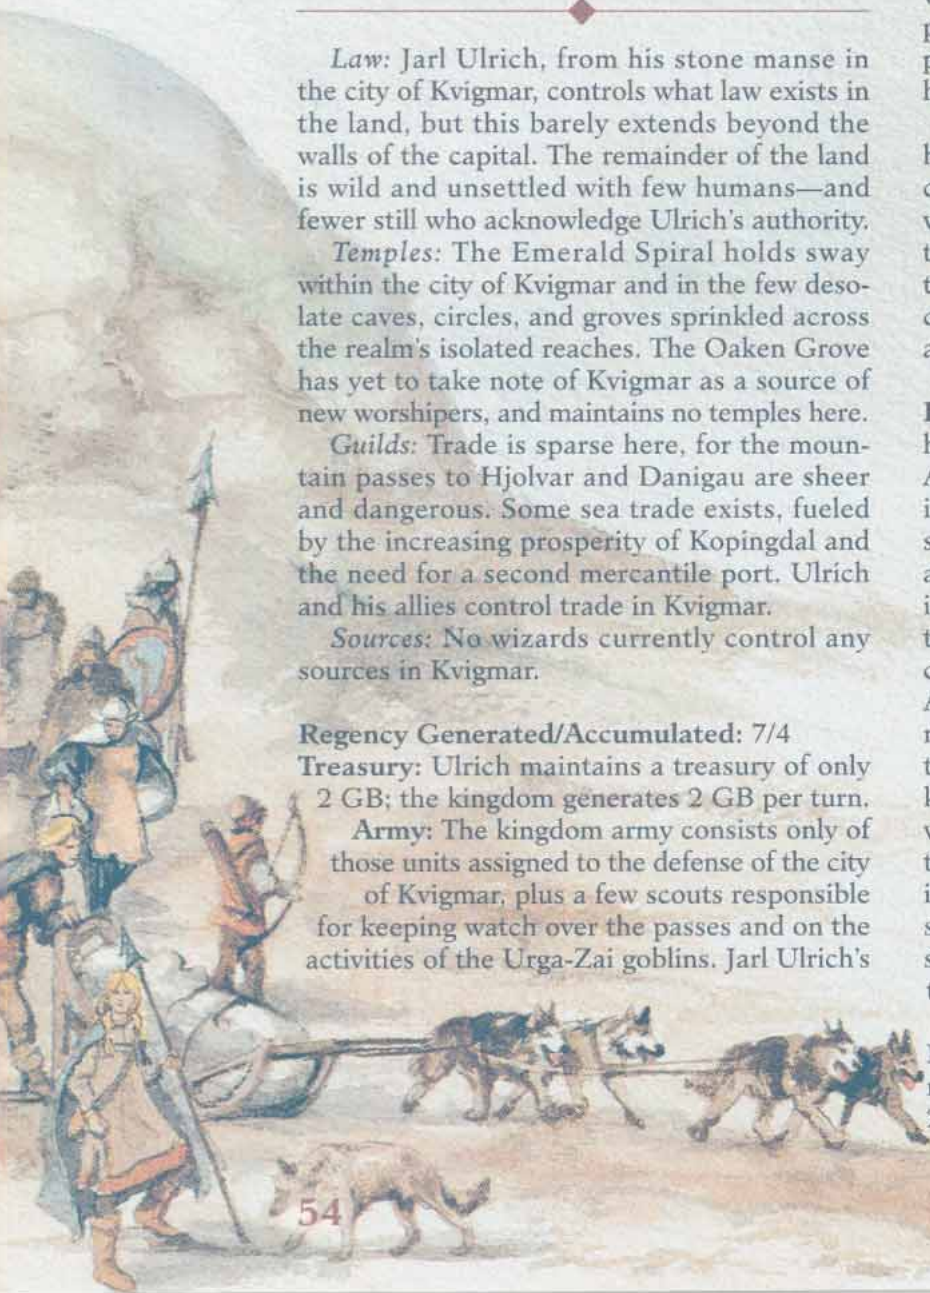 Law: Jarl Ulrich, from his stone manse in
the city of Kvigmar, controls what law exists in
the land, but this barely extends beyond the
walls of the capital. The remainder of the land
is wild and unsettled with few humans—and
fewer still who acknowledge Ulrich's authority.
Temples: The Emerald Spiral holds sway
within the city of Kvigmar and in the few deso-
late caves, circles, and groves sprinkled across
the realm's isolated reaches. The Oaken Grove
has yet to take note of Kvigmar as a source of
new worshipers, and maintains no temples here.
Guilds: Trade is sparse here, for the moun-
tain passes to Hjolvar and Danigau are sheer
and dangerous. Some sea trade exists, fueled
by the increasing prosperity of Kopingdal and
the need for a second mercantile port. Ulrich
and his allies control trade in Kvigmar.
Sources: No wizards currently control any
sources in Kvigmar.
Regency Generated/Accumulated: 7/4
Treasury: Ulrich maintains a treasury of only
2 GB; the kingdom generates 2 GB per turn.
Army: The kingdom army consists only of
those units assigned to the defense of the city
of Kvigmar, plus a few scouts responsible
for keeping watch over the passes and on the
activities of the Urga-Zai goblins. Jarl Ulrich's
54